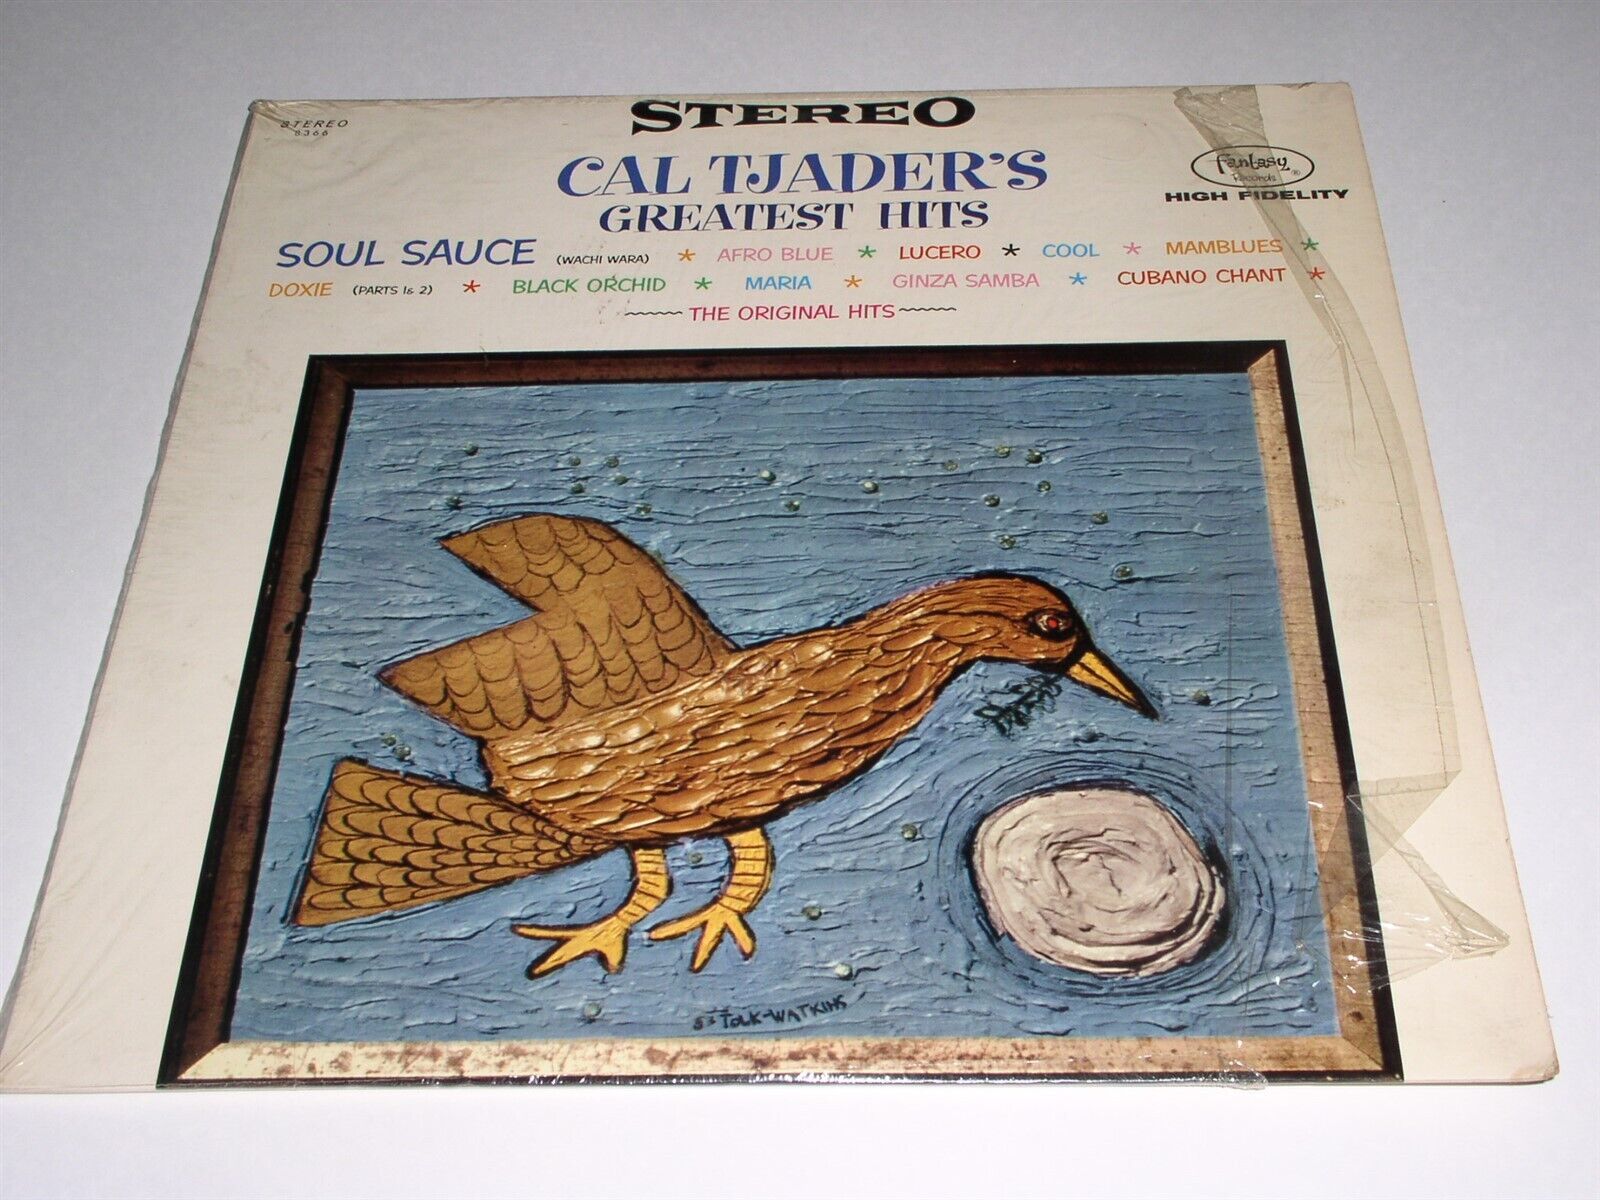 STEREO
STEREO
8366
CAL TJADER'S
GREATEST HITS
Fantasy ®
Records
HIGH FIDELITY
SOUL SAUCE (WACHI WARA) * AFRO BLUE * LUCERO * COOL * MAMBLUES *
DOXIE (PARTS 1 & 2) * BLACK ORCHID * MARIA * GINZA SAMBA * CUBANO CHANT *
THE ORIGINAL HITS
TOLK-WATKINS